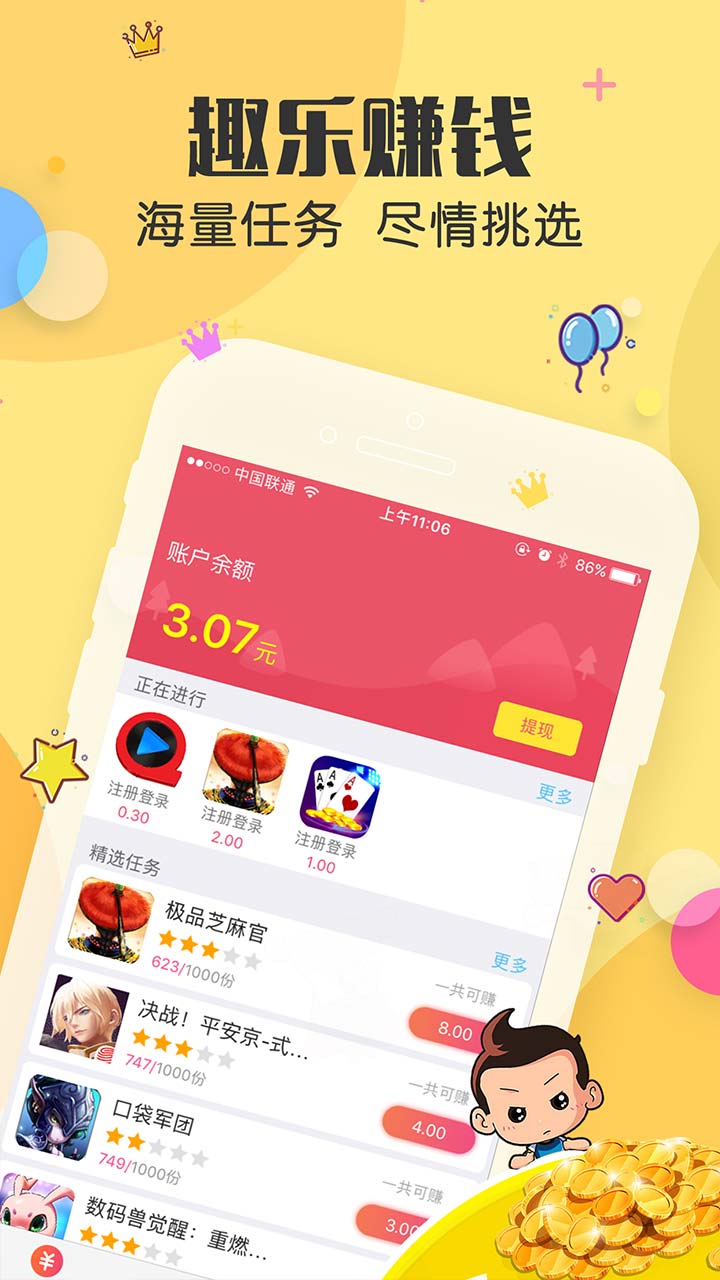 趣乐赚钱
海量任务 尽情挑选
中国联通
上午11:06
86%
账户余额
3.07元
提现
正在进行
更多
注册登录
0.30
注册登录
2.00
注册登录
1.00
精选任务
更多
极品芝麻官
623/1000份
一共可赚
8.00
决战！平安京-式...
747/1000份
一共可赚
4.00
口袋军团
749/1000份
一共可赚
3.00
数码兽觉醒：重燃...